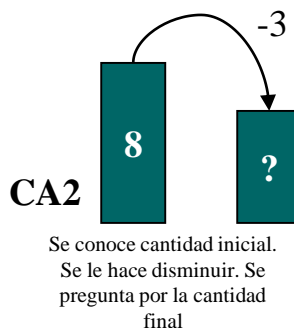 -3
8
?
CA2
Se conoce cantidad inicial.
Se le hace disminuir. Se
pregunta por la cantidad
final